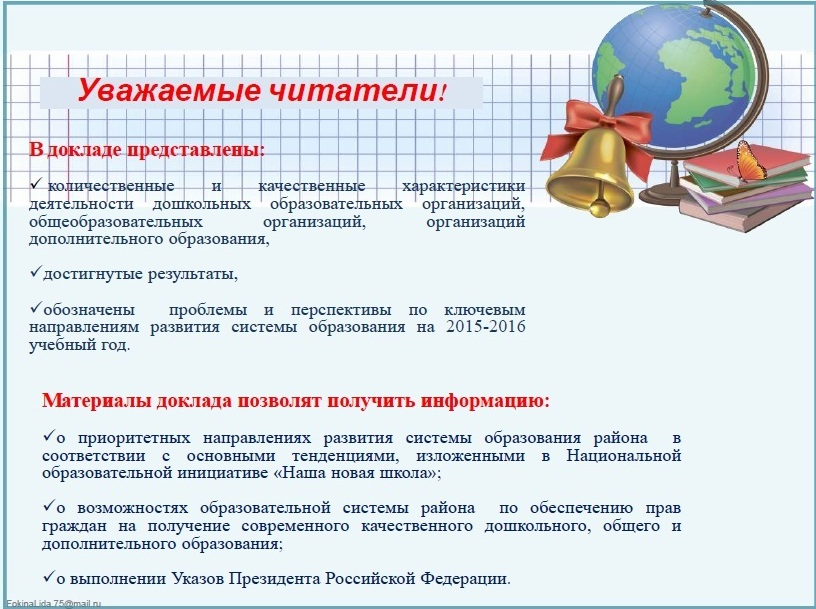 Уважаемые читатели!
В докладе представлены:
✓ количественные и качественные характеристики
деятельности дошкольных образовательных организаций,
общеобразовательных организаций, организаций
дополнительного образования,
✓достигнутые результаты,
✓обозначены проблемы и перспективы по ключевым
направлениям развития системы образования на 2015-2016
учебный год.
Материалы доклада позволят получить информацию:
✓о приоритетных направлениях развития системы образования района в
соответствии с основными тенденциями, изложенными в Национальной
образовательной инициативе «Наша новая школа»;
✓о возможностях образовательной системы района по обеспечению прав
граждан на получение современного качественного дошкольного, общего и
дополнительного образования;
✓о выполнении Указов Президента Российской Федерации.
FokinaLida.75@mail.ru